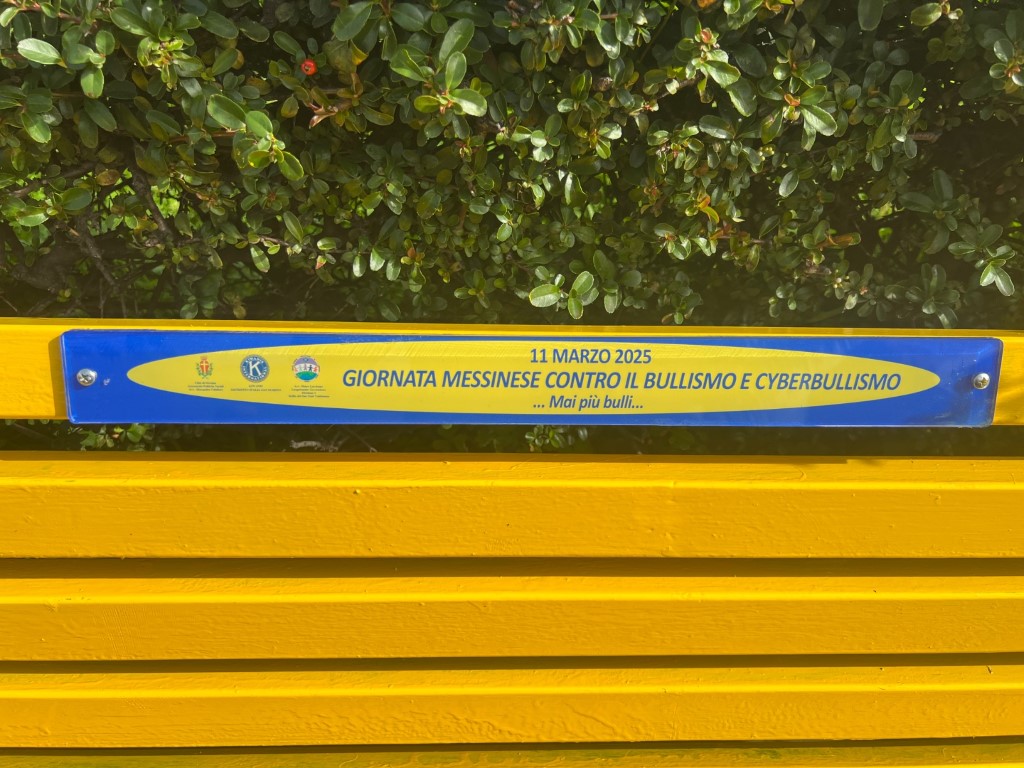 11 MARZO 2025
GIORNATA MESSINESE CONTRO IL BULLISMO E CYBERBULLISMO
... Mai più bulli...
K